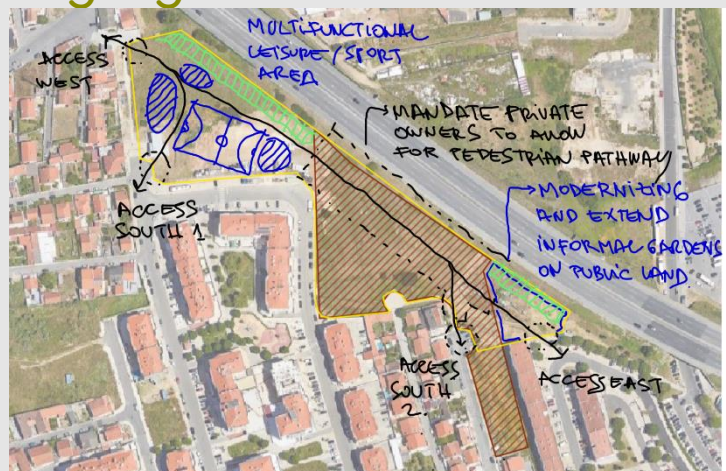 MULTIFUNCTIONAL
LEISURE/SPORT
AREA
ACCESS
WEST
MANDATE PRIVATE
OWNERS TO ALLOW
FOR PEDESTRIAN PATHWAY
MODERNIZING
AND EXTEND
INFORMAL GARDENS
ON PUBLIC LAND.
ACCESS
SOUTH 1
ACCESS
SOUTH
2.
ACCESS EAST